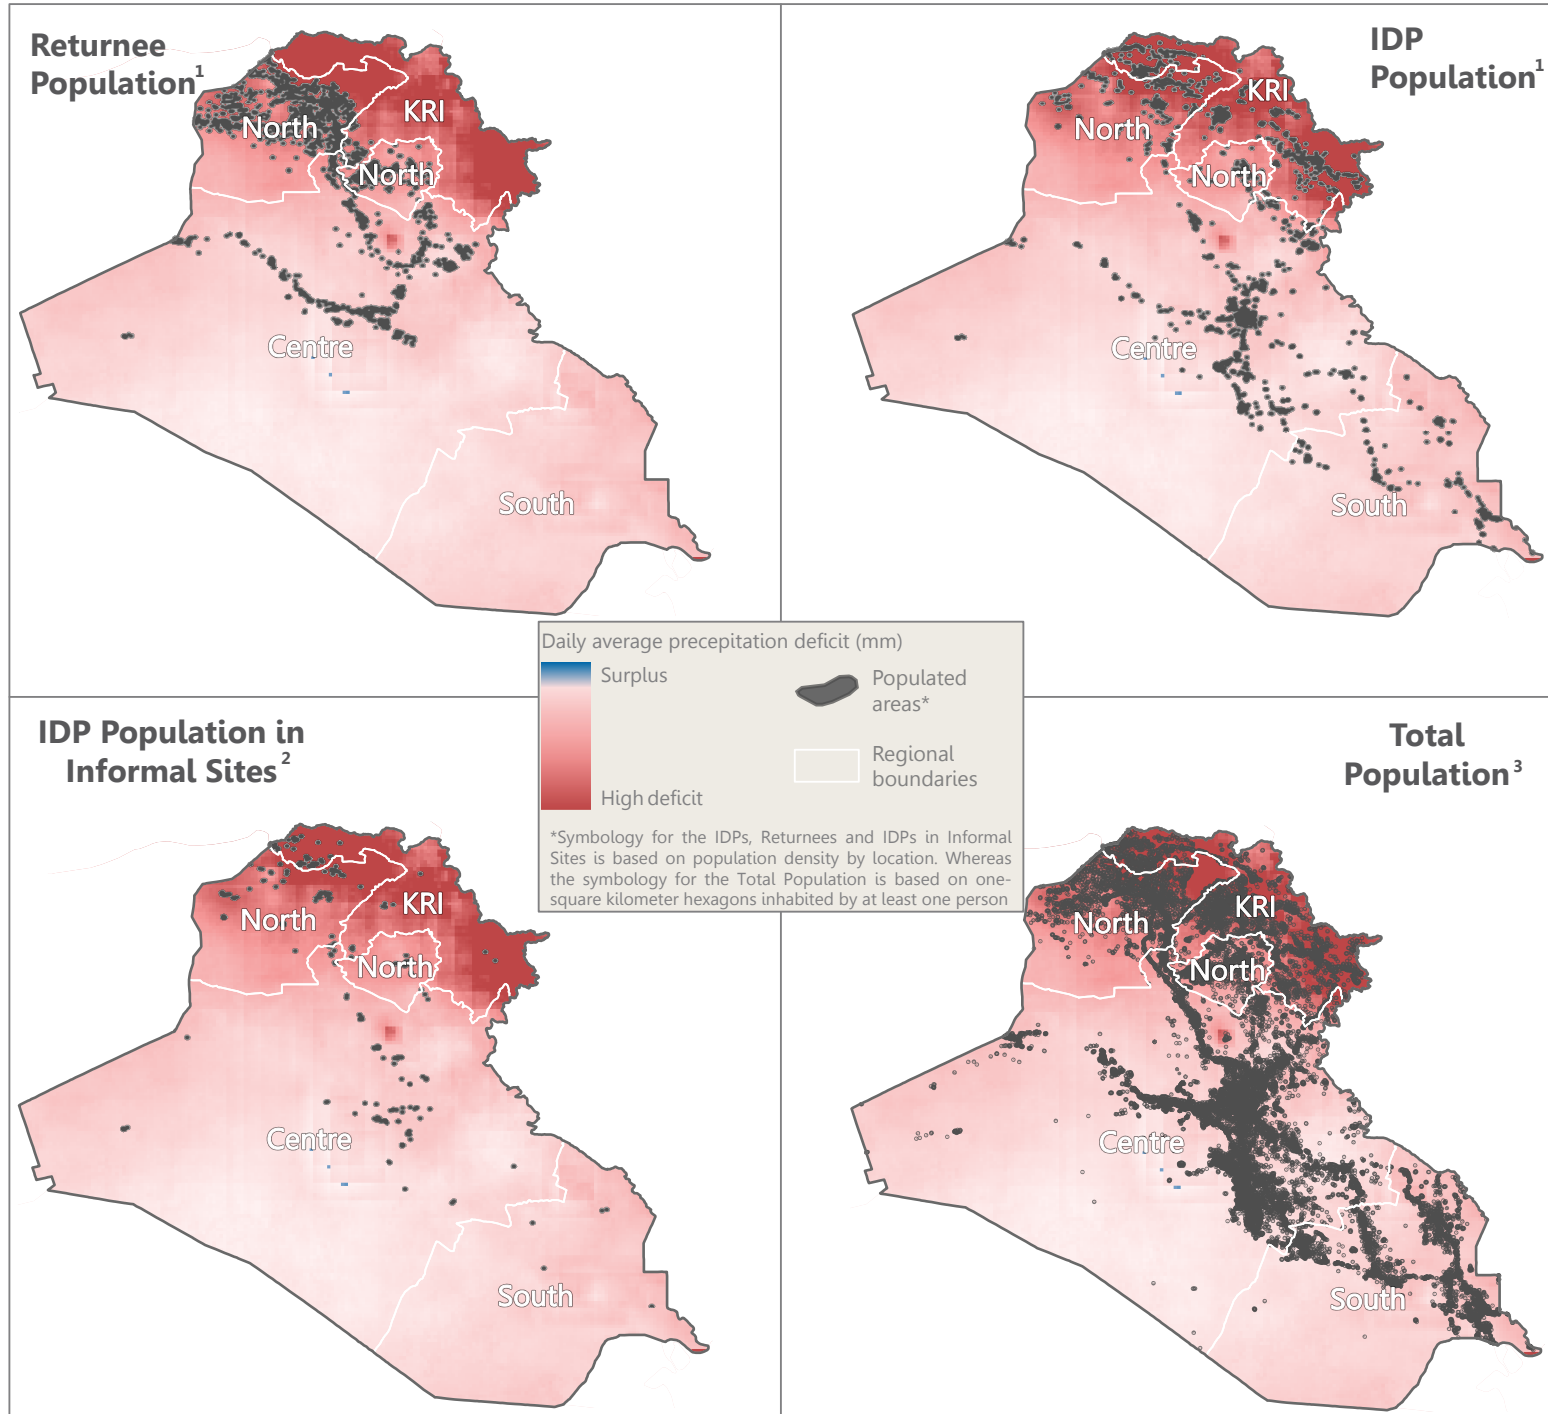 Returnee
Population1
KRI
North
North
Centre
South
IDP
Population1
KRI
North
North
Centre
South
Daily average precepitation deficit (mm)
Surplus
High deficit
Populated
areas*
Regional
boundaries
*Symbology for the IDPs, Returnees and IDPs in Informal
Sites is based on population density by location. Whereas
the symbology for the Total Population is based on one-
square kilometer hexagons inhabited by at least one person
IDP Population in
Informal Sites2
KRI
North
North
Centre
South
Total
Population3
KRI
North
North
Centre
South